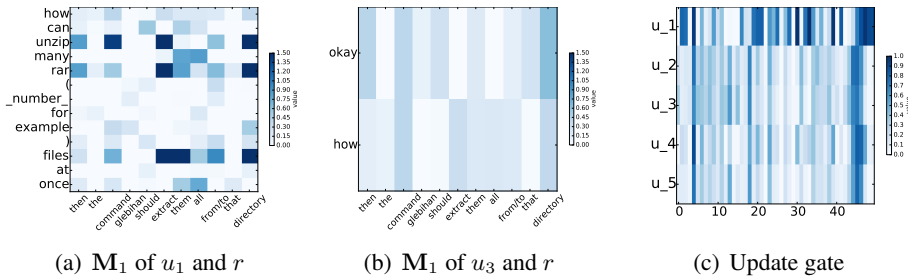 how
can
unzip
many
rar
(
_number_
for
example
)
files
at
once
then
the
command
glebihan
should
extract
them
all
from/to
that
directory
1.50
1.35
1.20
1.05
0.90
0.75
0.60
0.45
0.30
0.15
0.00
value
(a) M1 of u1 and r
okay
how
then
the
command
glebihan
should
extract
them
all
from/to
that
directory
1.50
1.35
1.20
1.05
0.90
0.75
0.60
0.45
0.30
0.15
0.00
value
(b) M1 of u3 and r
u_1
u_2
u_3
u_4
u_5
0
10
20
30
40
1.0
0.9
0.8
0.7
0.6
0.5
0.4
0.3
0.2
0.1
0.0
value
(c) Update gate